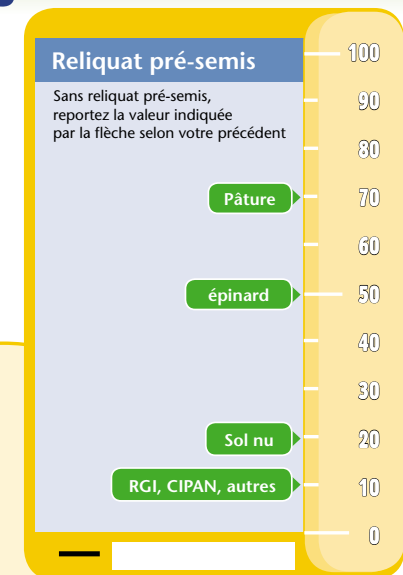 Reliquat pré-semis
Sans reliquat pré-semis,
reportez la valeur indiquée
par la flèche selon votre précédent
100
90
80
Pâture 70
60
épinard 50
40
30
Sol nu 20
RGI, CIPAN, autres 10
0